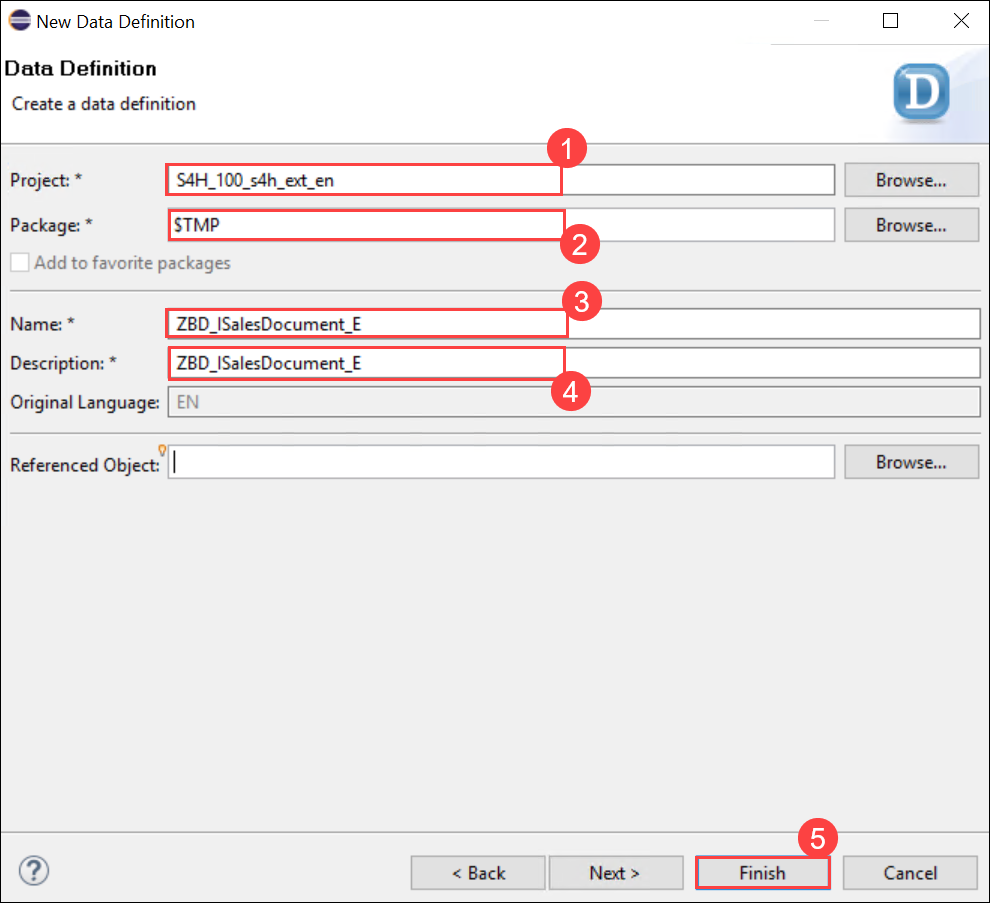 New Data Definition
Data Definition
Create a data definition
D
1
Project: * S4H_100_s4h_ext_en Browse...
Package: * $TMP Browse...
2
Add to favorite packages
3
Name: * ZBD_ISalesDocument_E
Description: * ZBD_ISalesDocument_E
4
Original Language: EN
Referenced Object: Browse...
5
? < Back Next > Finish Cancel